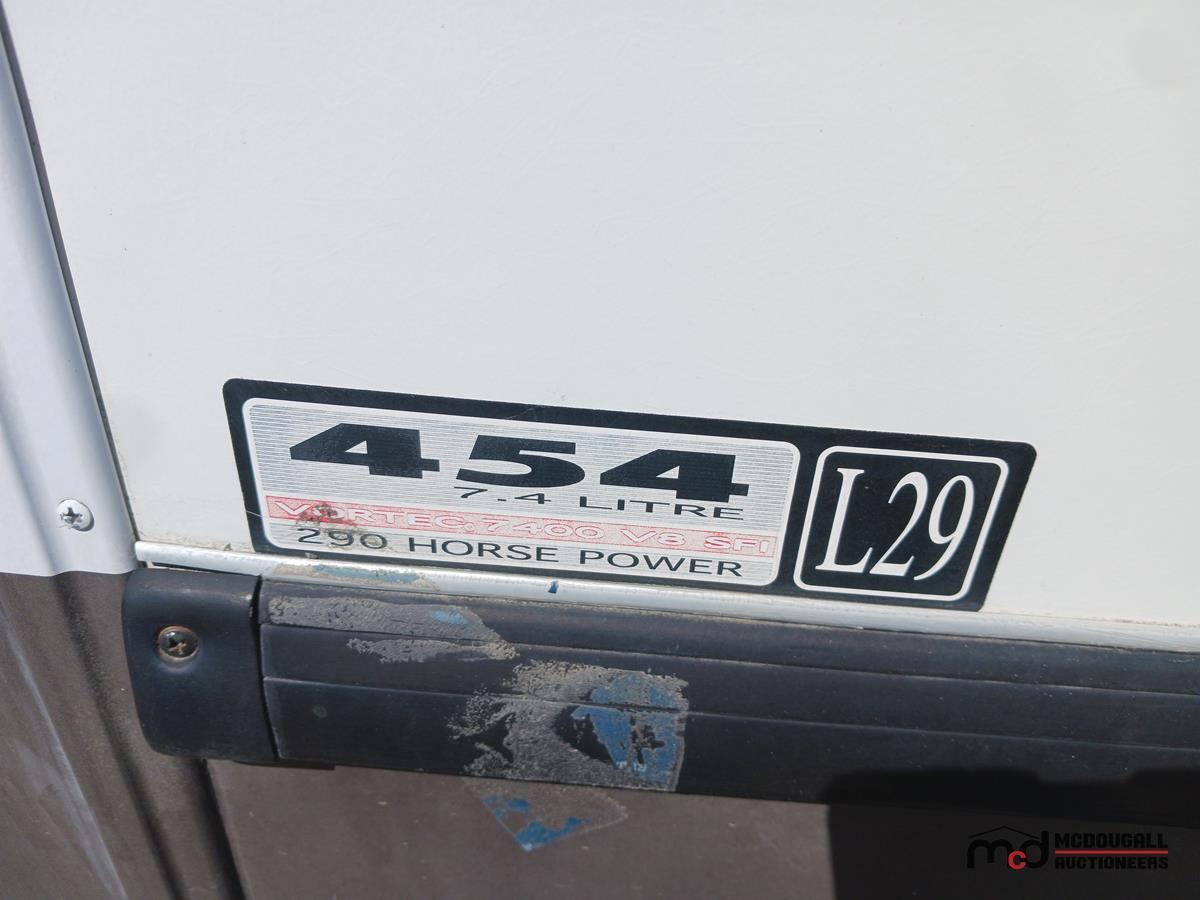 454
7.4 LITRE
VORTEC. 7400 V8 SFI
290 HORSE POWER
L29
mcd MCDOUGALL
AUCTIONEERS